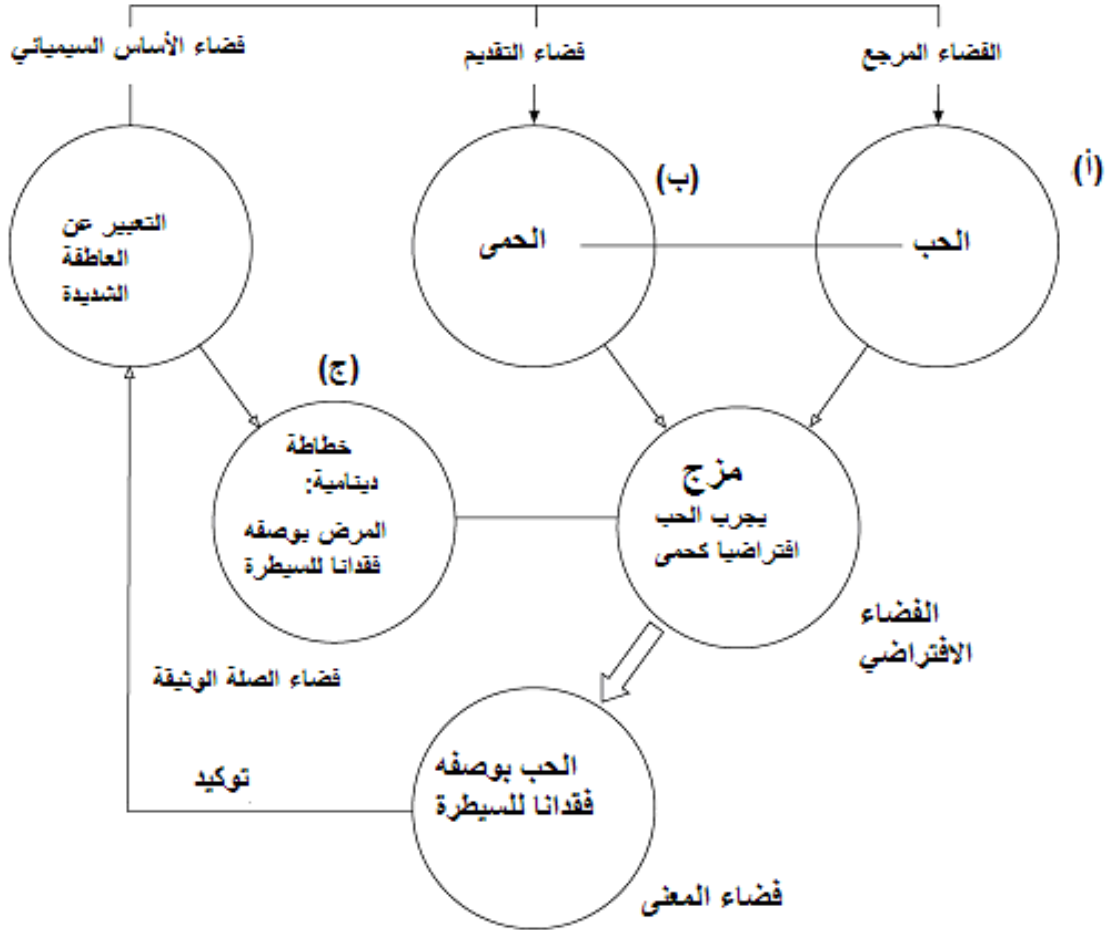 الفضاء المرجع
فضاء التقديم
فضاء الأساس السيميائي
(أ)
(ب)
الحب
الحمى
التعبير عن
العاطفة
الشديدة
(ج)
خطاطة
دينامية:
المرض بوصفه
فقدانا للسيطرة
مزج
يجرب الحب
افتراضيا كحمى
الفضاء
الافتراضي
فضاء الصلة الوثيقة
توكيد
الحب بوصفه
فقدانا للسيطرة
فضاء المعنى